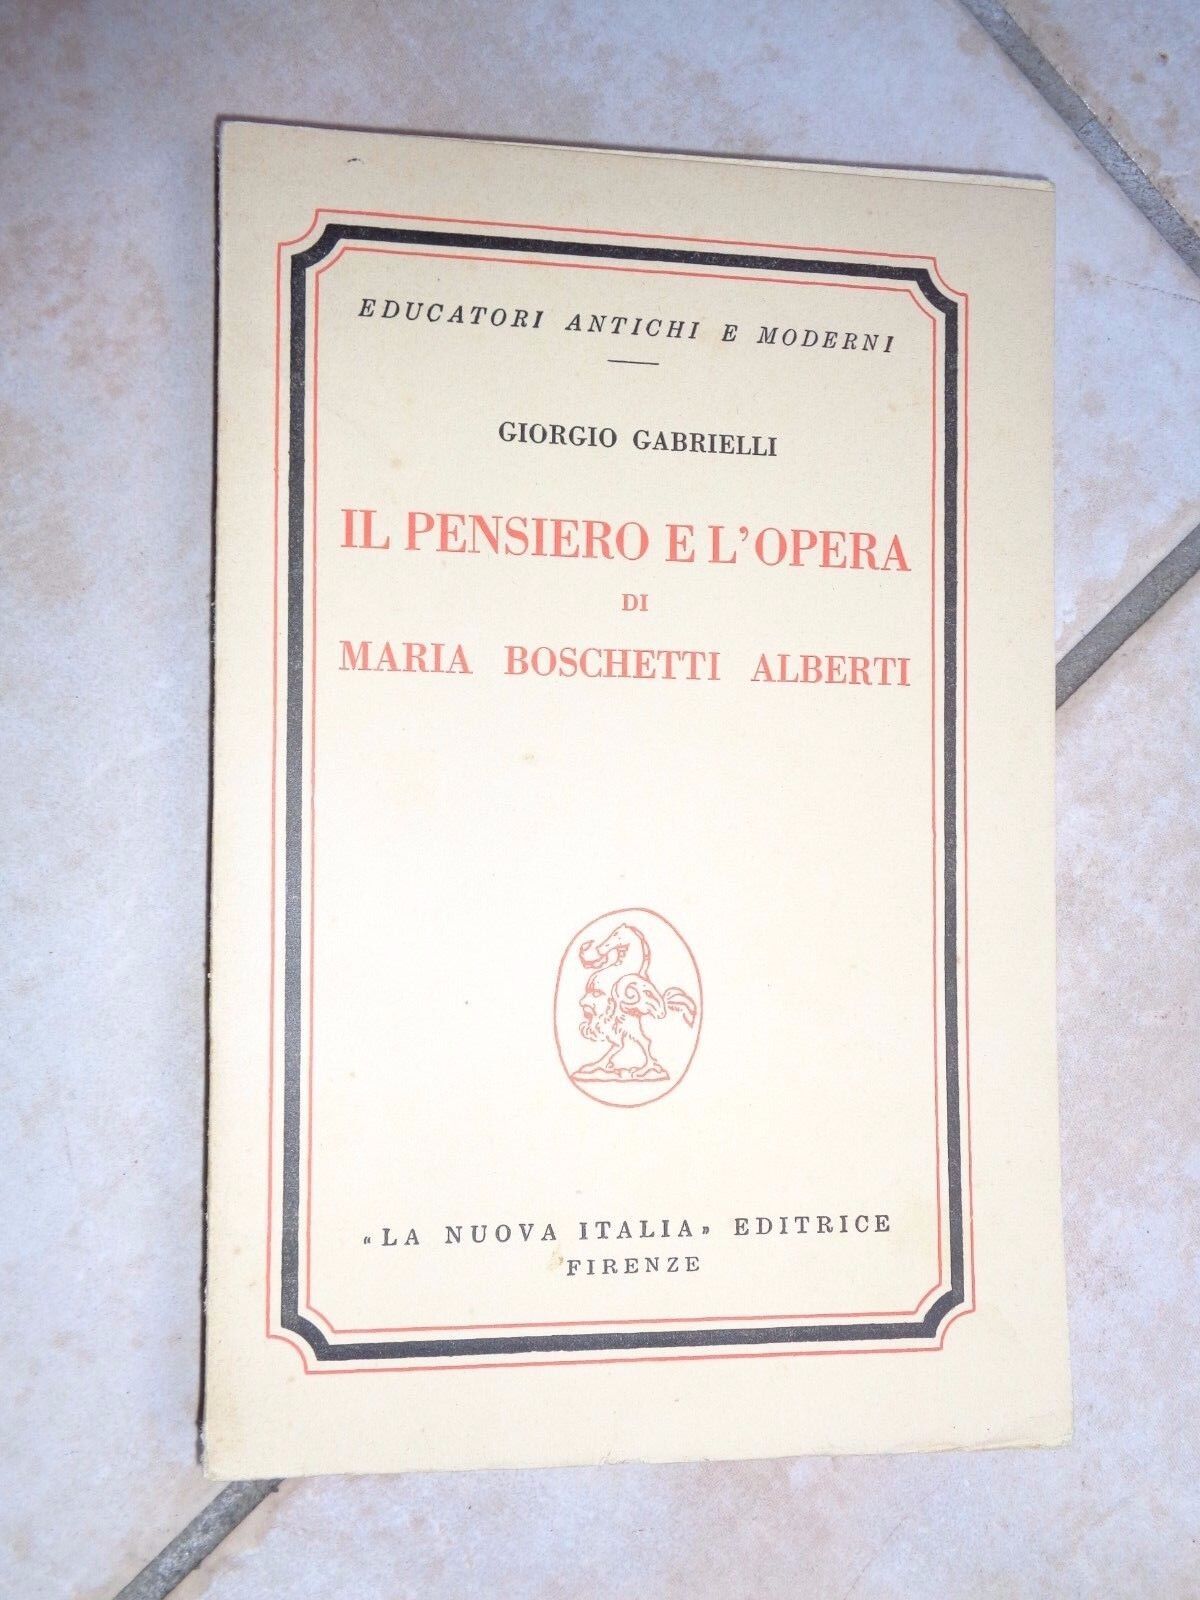 EDUCATORI ANTICHI E MODERNI
GIORGIO GABRIELLI
IL PENSIERO E L'OPERA
DI
MARIA BOSCHETTI ALBERTI
«LA NUOVA ITALIA» EDITRICE
FIRENZE